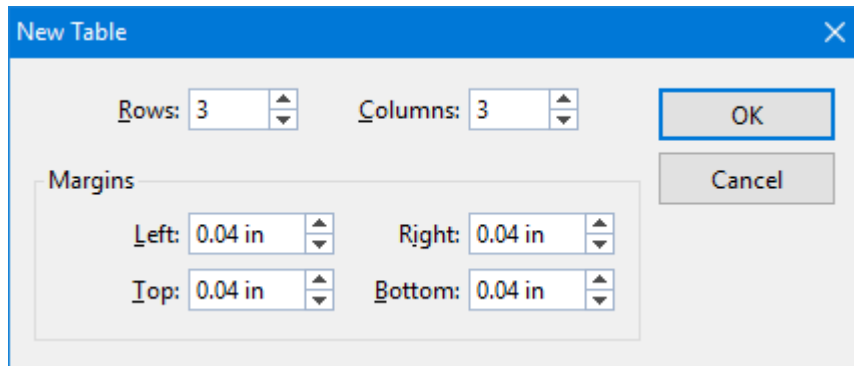 New Table
Rows: 3 Columns: 3 OK
Margins Cancel
Left: 0.04 in Right: 0.04 in
Top: 0.04 in Bottom: 0.04 in